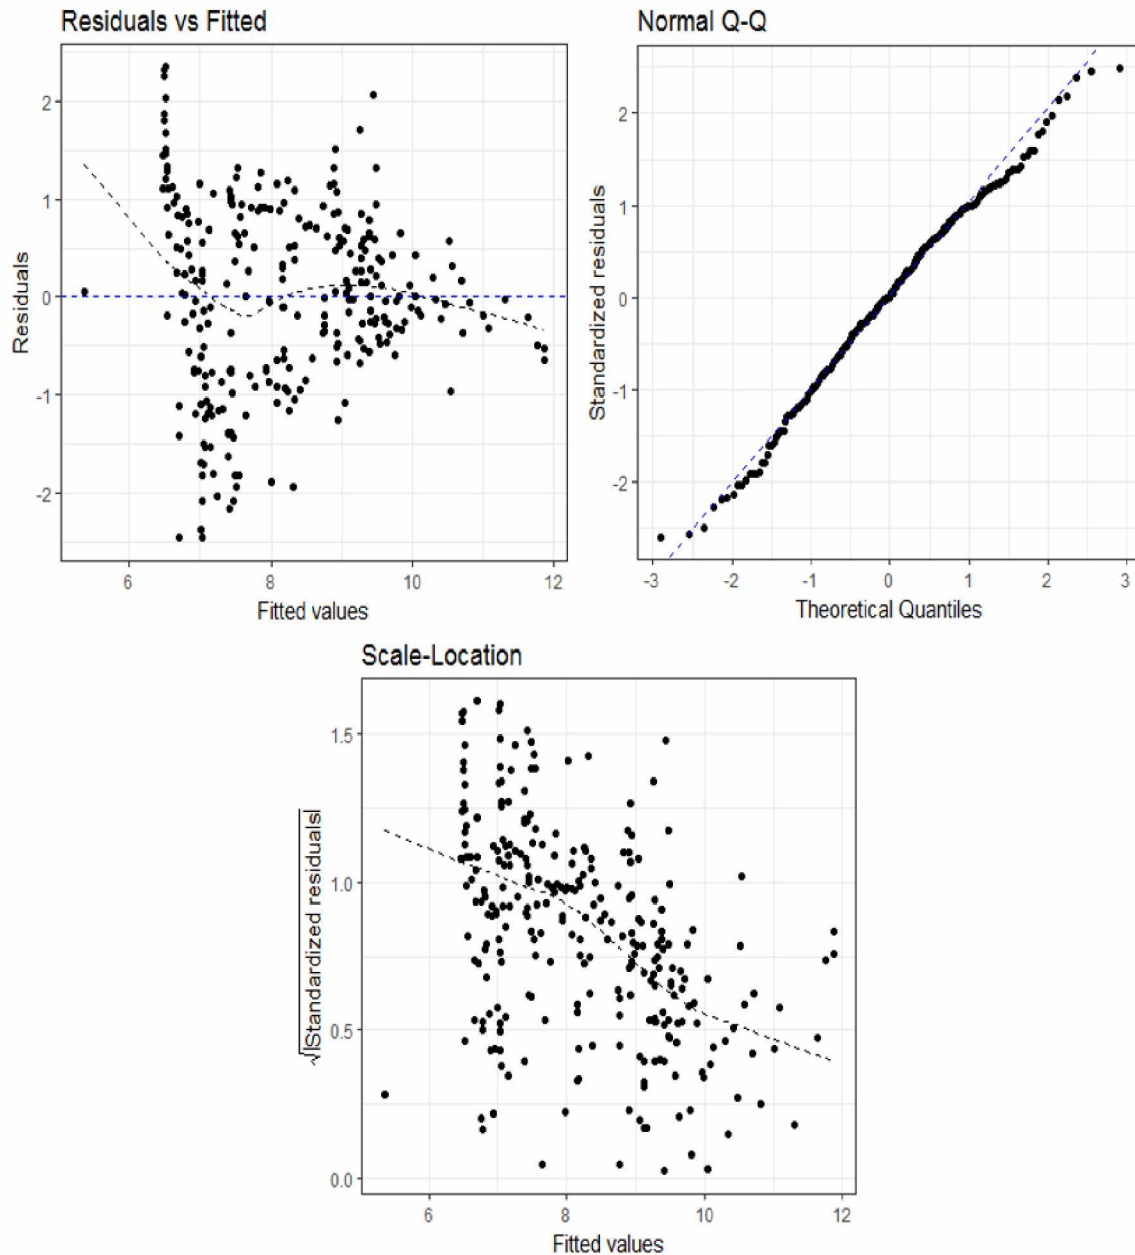 Residuals vs Fitted
2
1
0
-1
-2
Residuals
6 8 10 12
Fitted values
Normal Q-Q
2
1
0
-1
-2
Standardized residuals
-3 -2 -1 0 1 2 3
Theoretical Quantiles
Scale-Location
1.5
1.0
0.5
0.0
√|Standardized residuals|
6 8 10 12
Fitted values